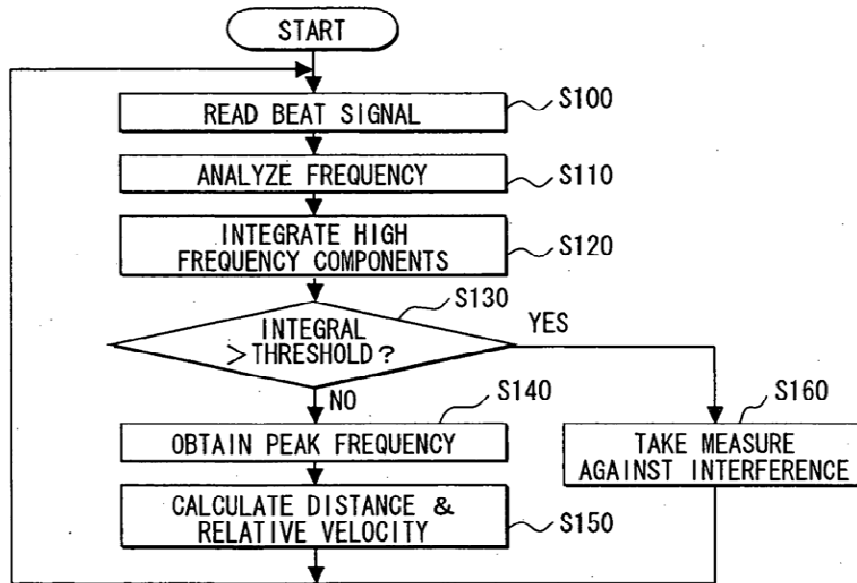 START
READ BEAT SIGNAL
S100
ANALYZE FREQUENCY
S110
INTEGRATE HIGH
FREQUENCY COMPONENTS
S120
S130
INTEGRAL
> THRESHOLD?
YES
NO
S140
OBTAIN PEAK FREQUENCY
S160
TAKE MEASURE
AGAINST INTERFERENCE
CALCULATE DISTANCE &
RELATIVE VELOCITY
S150